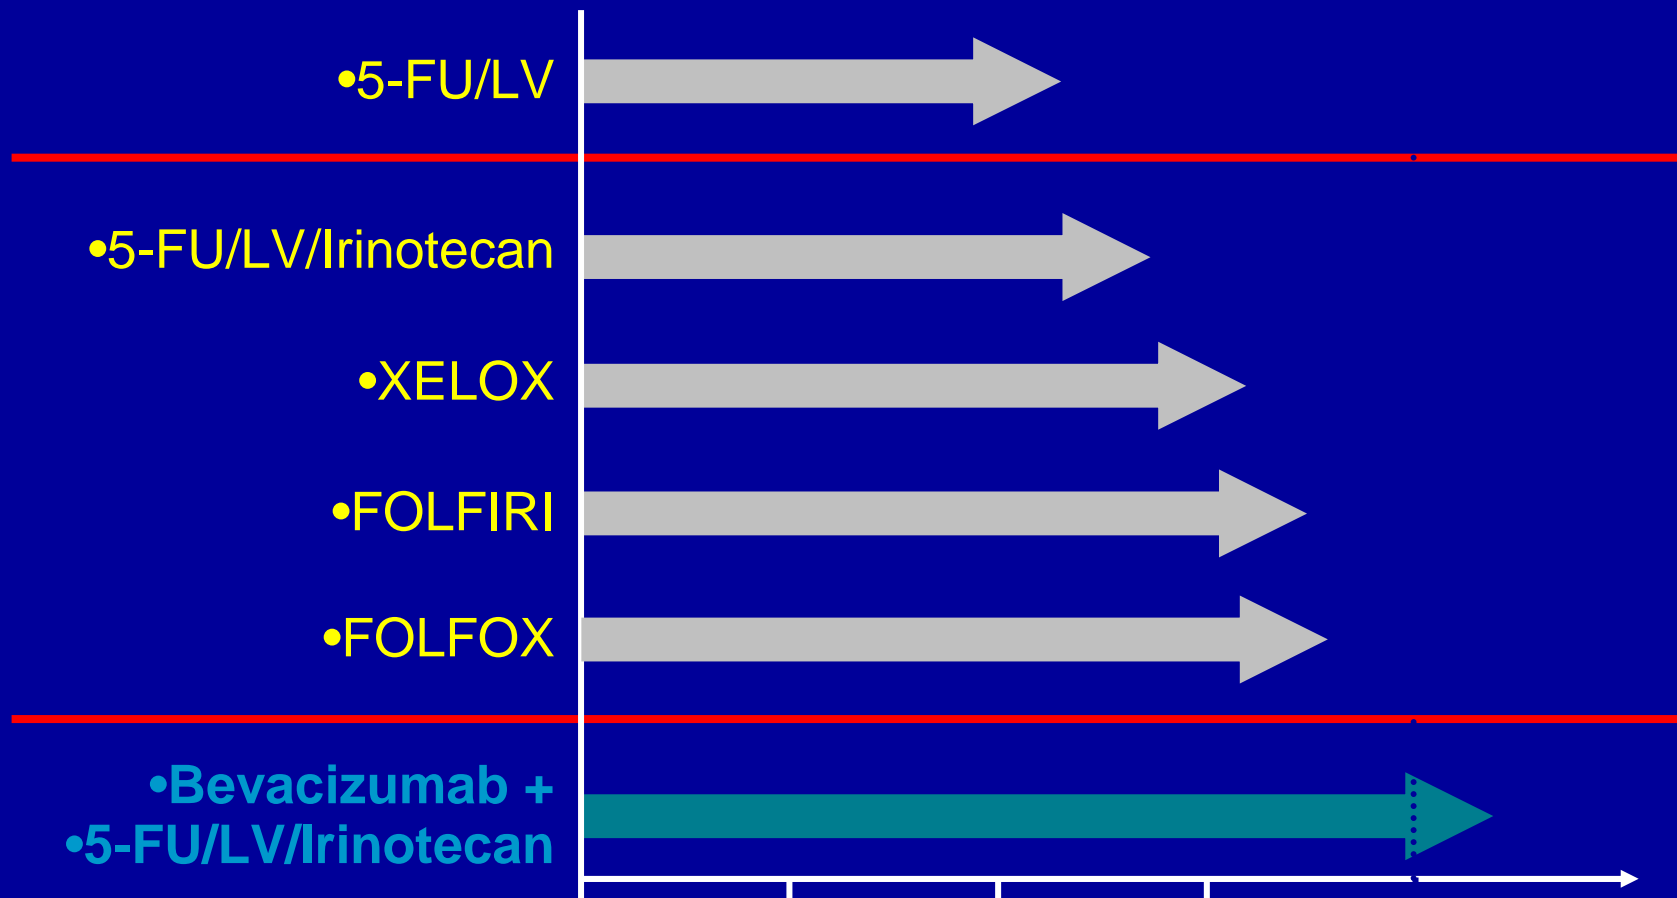 •5-FU/LV
•5-FU/LV/Irinotecan
•XELOX
•FOLFIRI
•FOLFOX
•Bevacizumab +
•5-FU/LV/Irinotecan